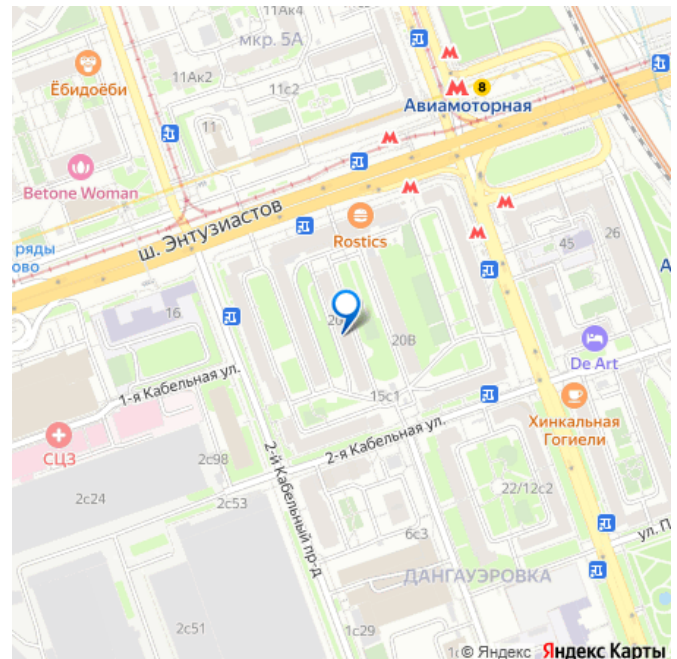 11Ак4
мкр. 5А
Ёбидоёби
11Ак2
11с2
8
Авиамоторная
11
Betone Woman
ш. Энтузиастов
Rostics
ряды
ово
45
26
А
16
20В
De Art
1-я Кабельная ул.
15с1
Хинкальная
Гогиели
СЦЗ
2-я Кабельная ул.
2с98
2с24
2с53
22/12с2
2-й Кабельный пр-д
6с3
ул. П
ДАНГАУЭРОВКА
2с51
1с29
© Яндекс Яндекс Карты